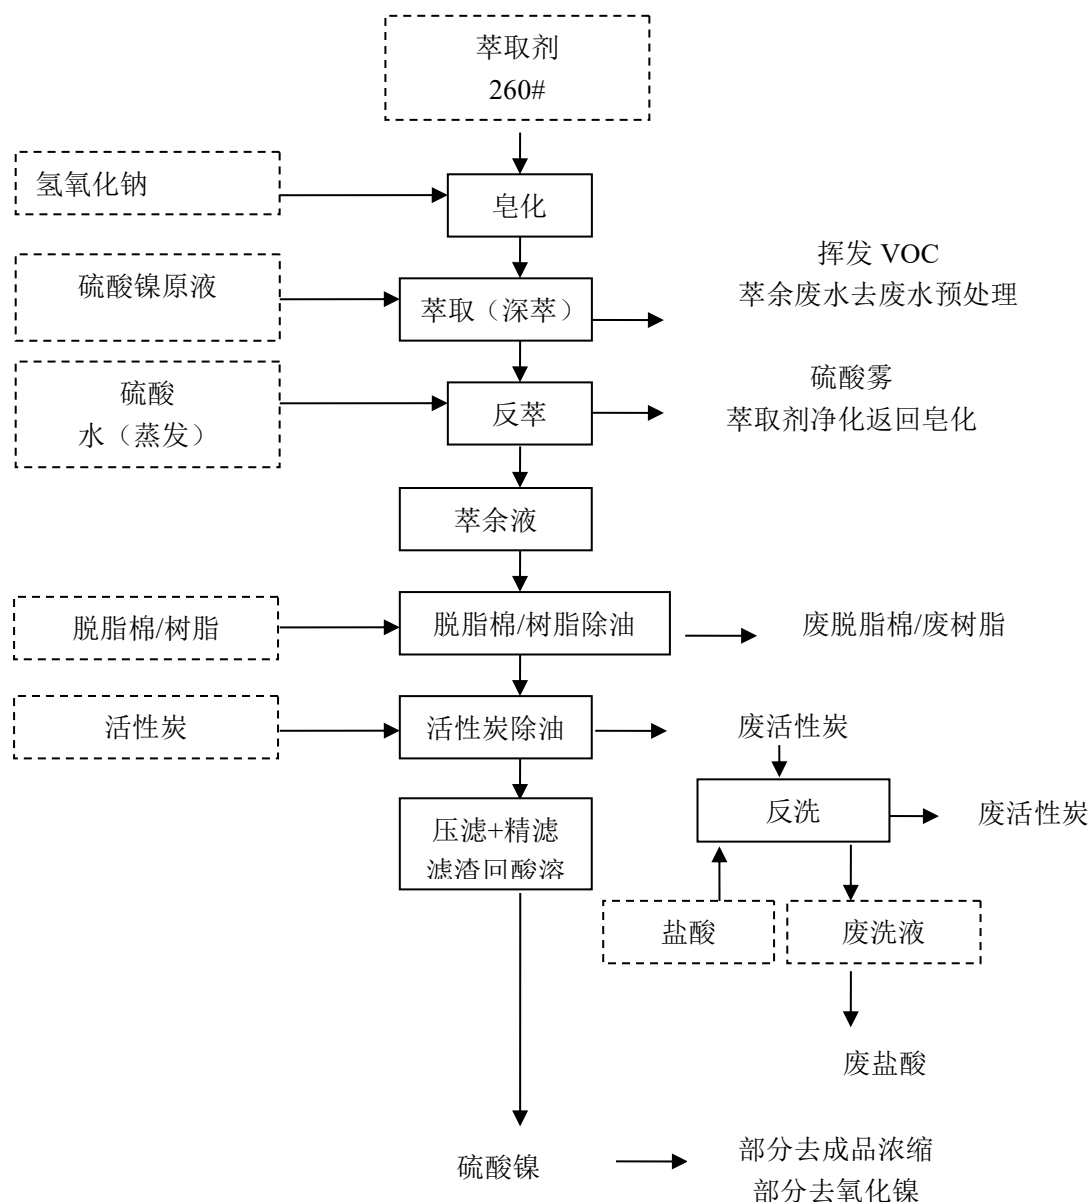 萃取剂
260#
氢氧化钠
皂化
挥发 VOC
硫酸镍原液
萃取（深萃）
萃余废水去废水预处理
硫酸
水（蒸发）
反萃
硫酸雾
萃取剂净化返回皂化
萃余液
脱脂棉/树脂
脱脂棉/树脂除油
废脱脂棉/废树脂
活性炭
活性炭除油
废活性炭
压滤+精滤
滤渣回酸溶
反洗
废活性炭
盐酸
废洗液
废盐酸
硫酸镍
部分去成品浓缩
部分去氧化镍